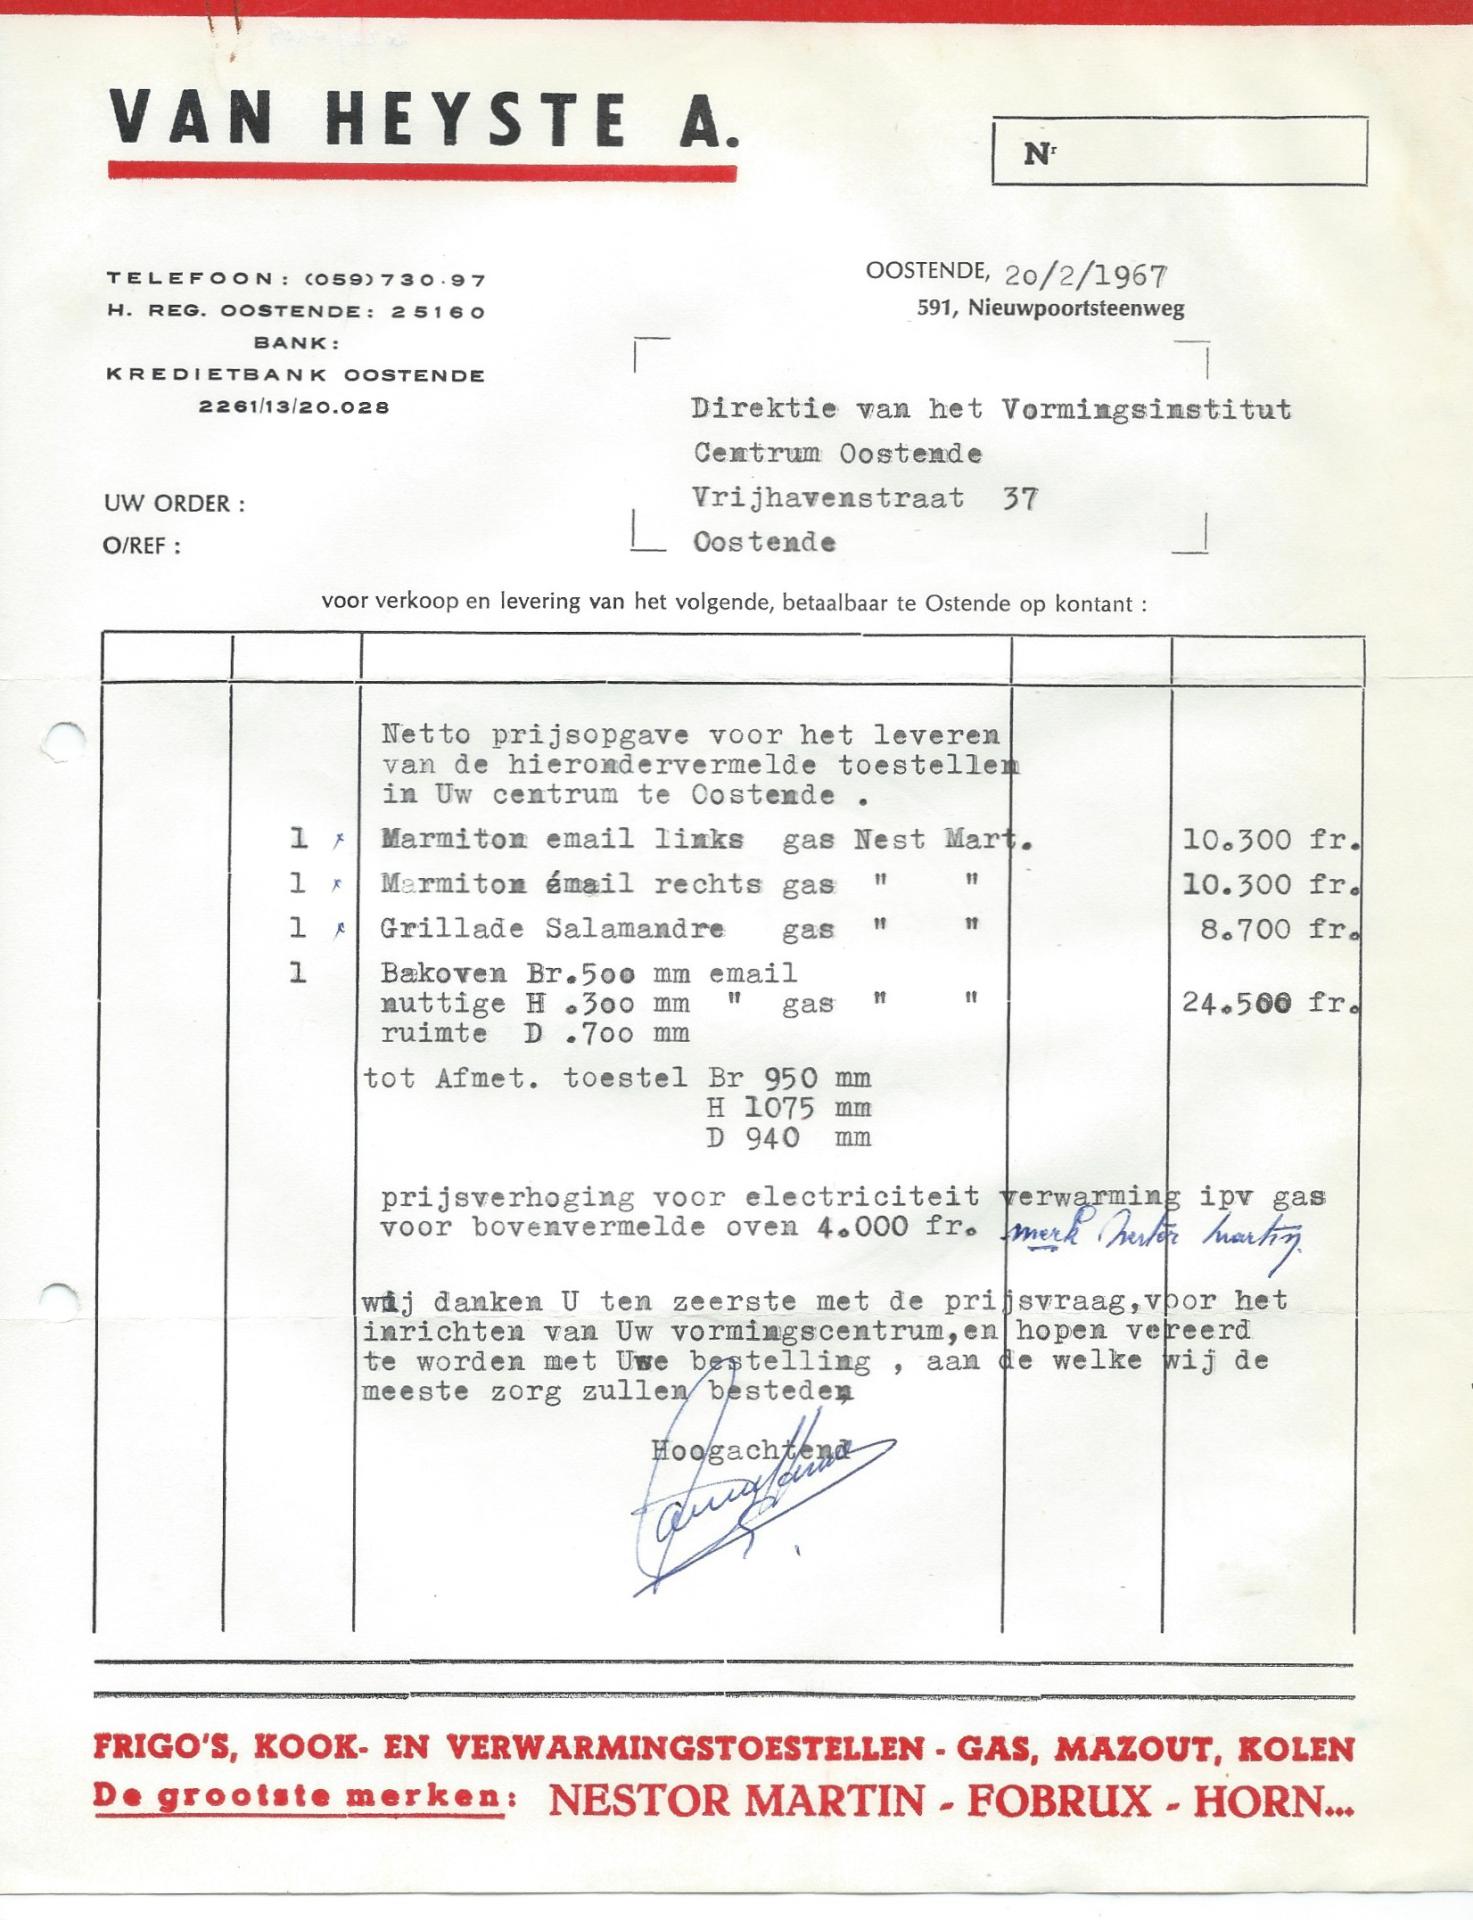 VAN HEYSTE A.
Nr
TELEFOON: (059) 730.97
H. REG. OOSTENDE: 25160
BANK:
KREDIETBANK OOSTENDE
2261/13/20.028
OOSTENDE, 20/2/1967
591, Nieuwpoortsteenweg
Direktie van het Vormingsinstitut
Centrum Oostende
Vrijhavenstraat 37
Oostende
UW ORDER :
O/REF :
voor verkoop en levering van het volgende, betaalbaar te Ostende op kontant :
Netto prijsopgave voor het leveren
van de hierondervermelde toestellen
in Uw centrum te Oostende .
1 Marmiton email links gas Nest Mart. 10.300 fr.
1 Marmiton émail rechts gas " " 10.300 fr.
1 Grillade Salamandre gas " " 8.700 fr.
1 Bakoven Br.500 mm email
nuttige H .300 mm " gas " " 24.500 fr.
ruimte D .700 mm
tot Afmet. toestel Br 950 mm
H 1075 mm
D 940 mm
prijsverhoging voor electriciteit verwarming ipv gas
voor bovenvermelde oven 4.000 fr. merk Nestor Martin
wij danken U ten zeerste met de prijsvraag,voor het
inrichten van Uw vormingscentrum,en hopen vereerd
te worden met Uwe bestelling , aan de welke wij de
meeste zorg zullen besteden,
Hoogachtend
FRIGO'S, KOOK- EN VERWARMINGSTOESTELLEN - GAS, MAZOUT, KOLEN
De grootste merken: NESTOR MARTIN - FOBRUX - HORN...